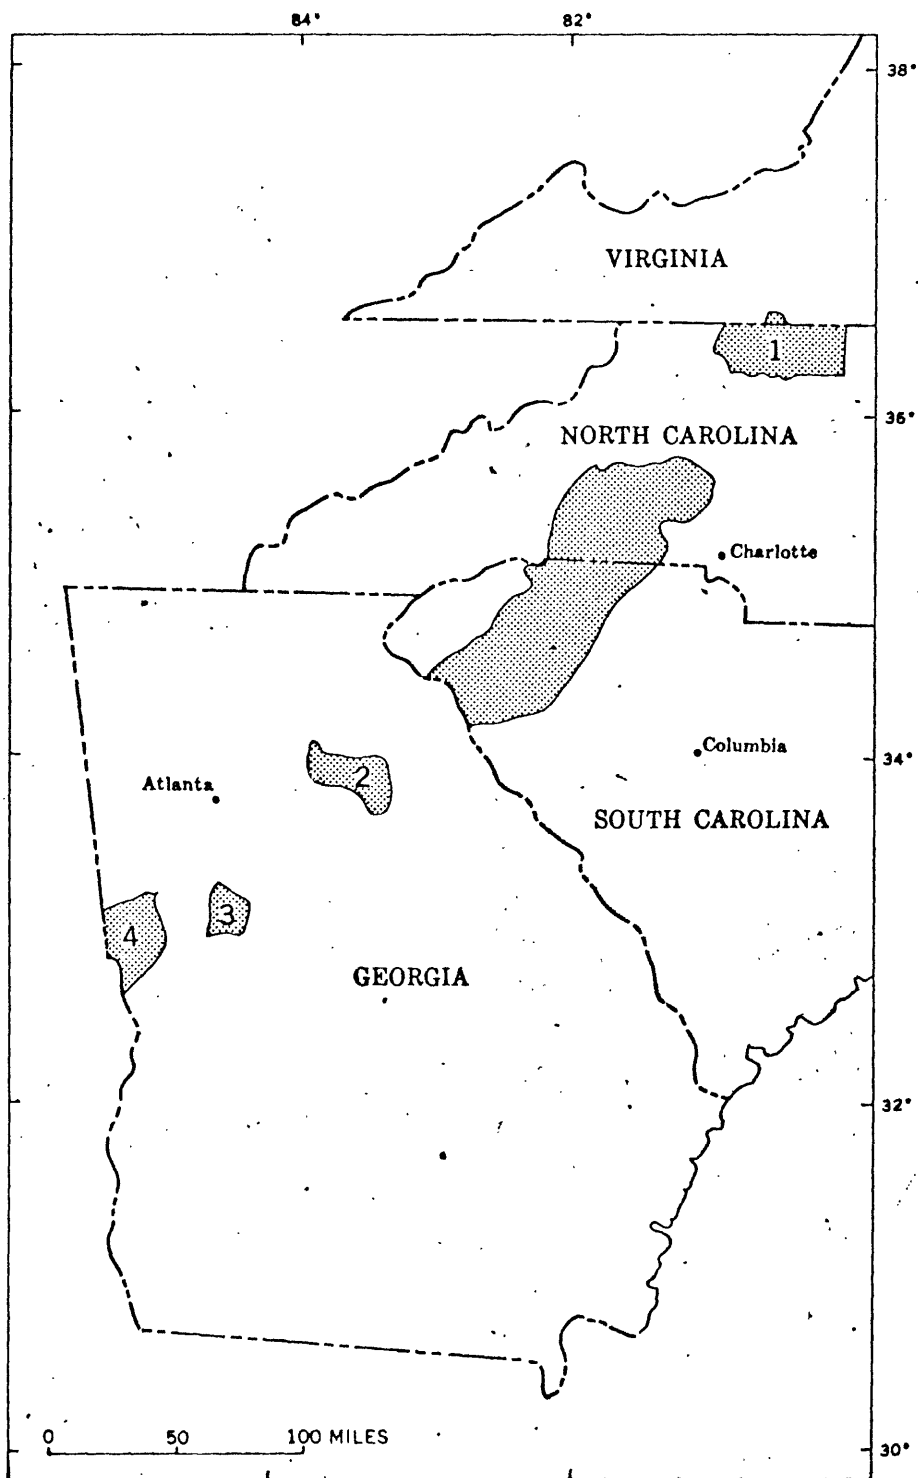 84° 82°
38°
VIRGINIA
1
36°
NORTH CAROLINA
Charlotte
Columbia
34°
2
Atlanta
SOUTH CAROLINA
3
4
GEORGIA
32°
0 50 100 MILES
30°